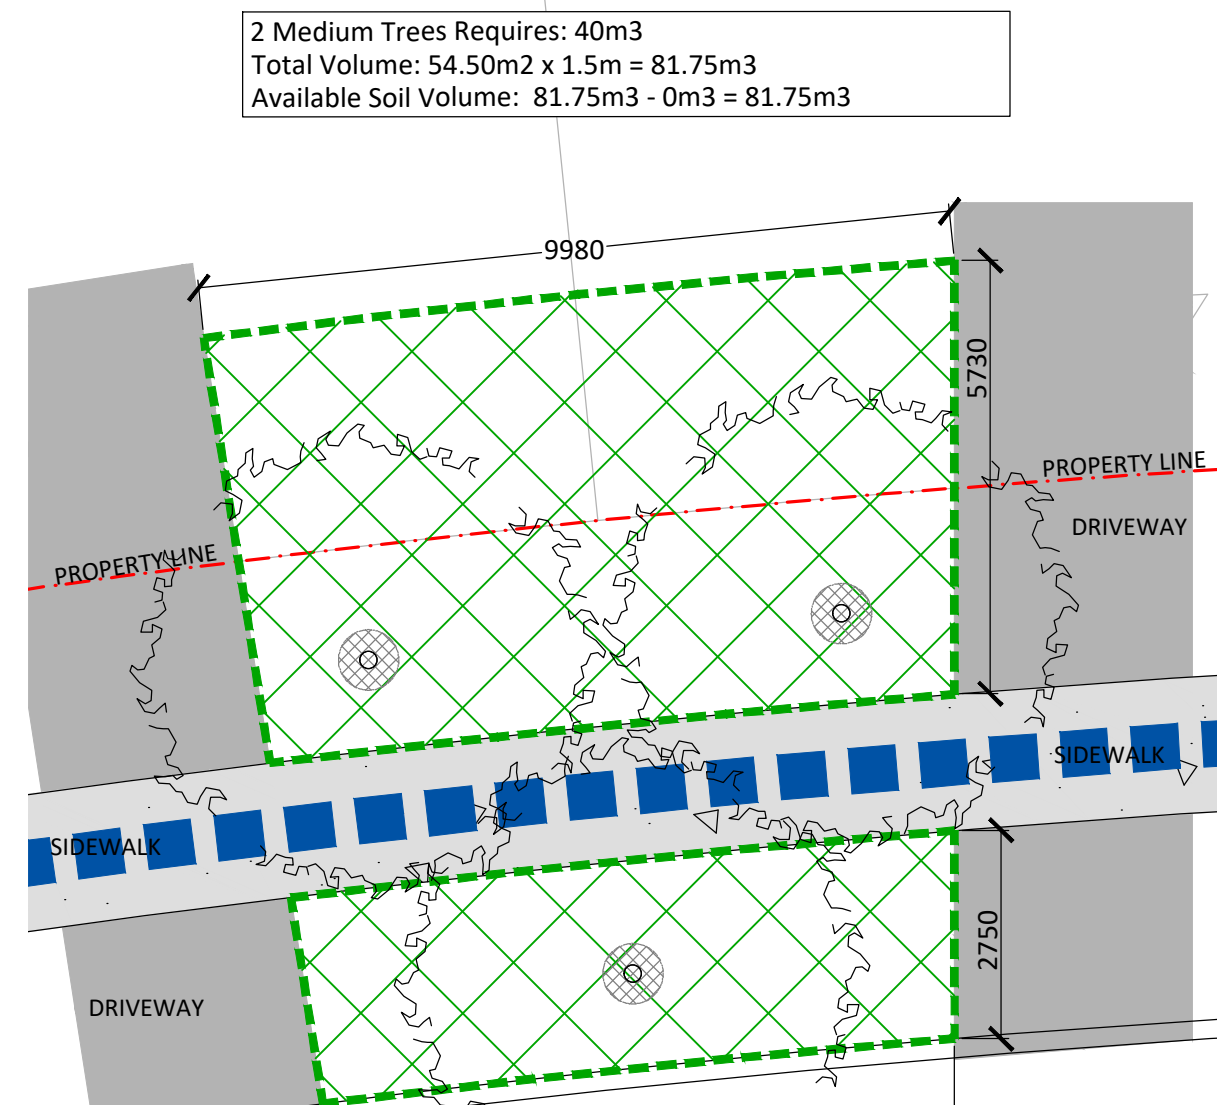 2 Medium Trees Requires: 40m3
Total Volume: 54.50m2 x 1.5m = 81.75m3
Available Soil Volume:  81.75m3 - 0m3 = 81.75m3
9980
5730
PROPERTY LINE
DRIVEWAY
PROPERTY LINE
SIDEWALK
SIDEWALK
2750
DRIVEWAY